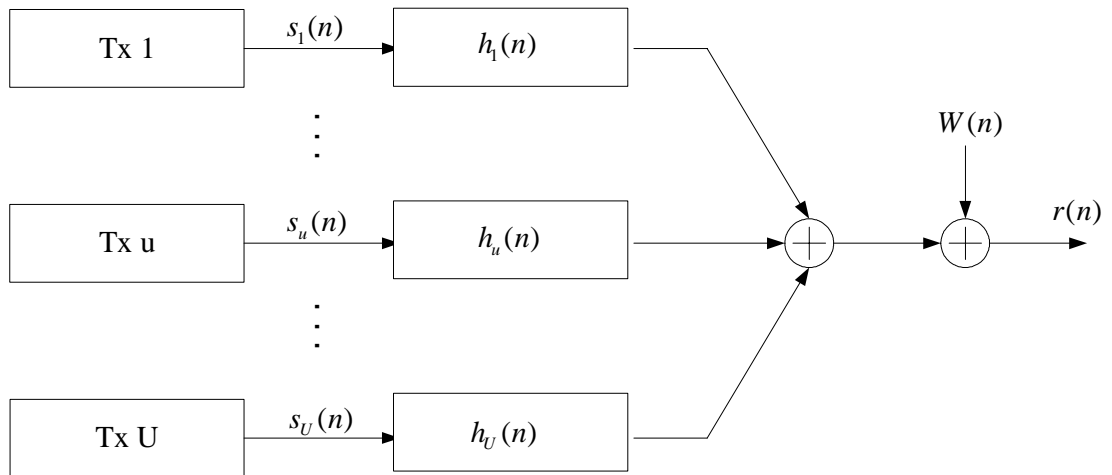 Tx 1
s₁(n)
h₁(n)
W(n)
Tx u
sᵤ(n)
hᵤ(n)
r(n)
Tx U
s_U(n)
h_U(n)